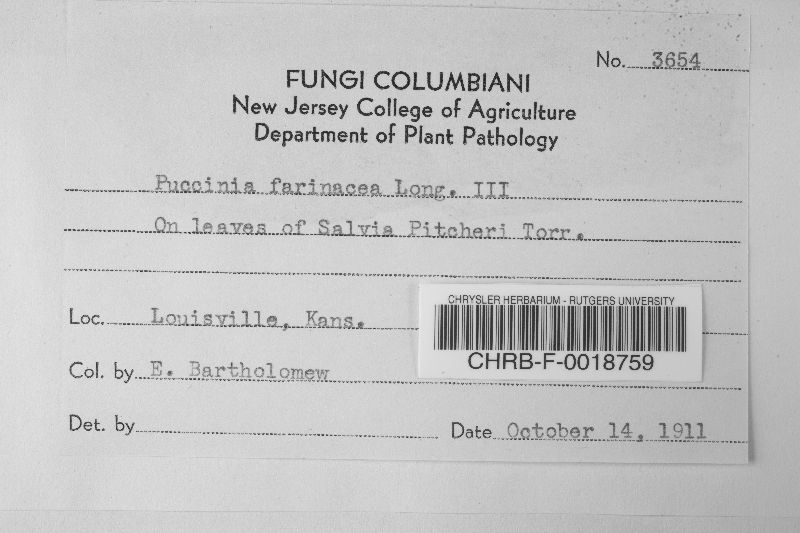 No. 3654
FUNGI COLUMBIANI
New Jersey College of Agriculture
Department of Plant Pathology
Puccinia farinacea Long. III
On leaves of Salvia Pitcheri Torr.
Loc. Louisville, Kans.
CHRYSLER HERBARIUM - RUTGERS UNIVERSITY
CHRB-F-0018759
Col. by E. Bartholomew
Det. by
Date October 14, 1911